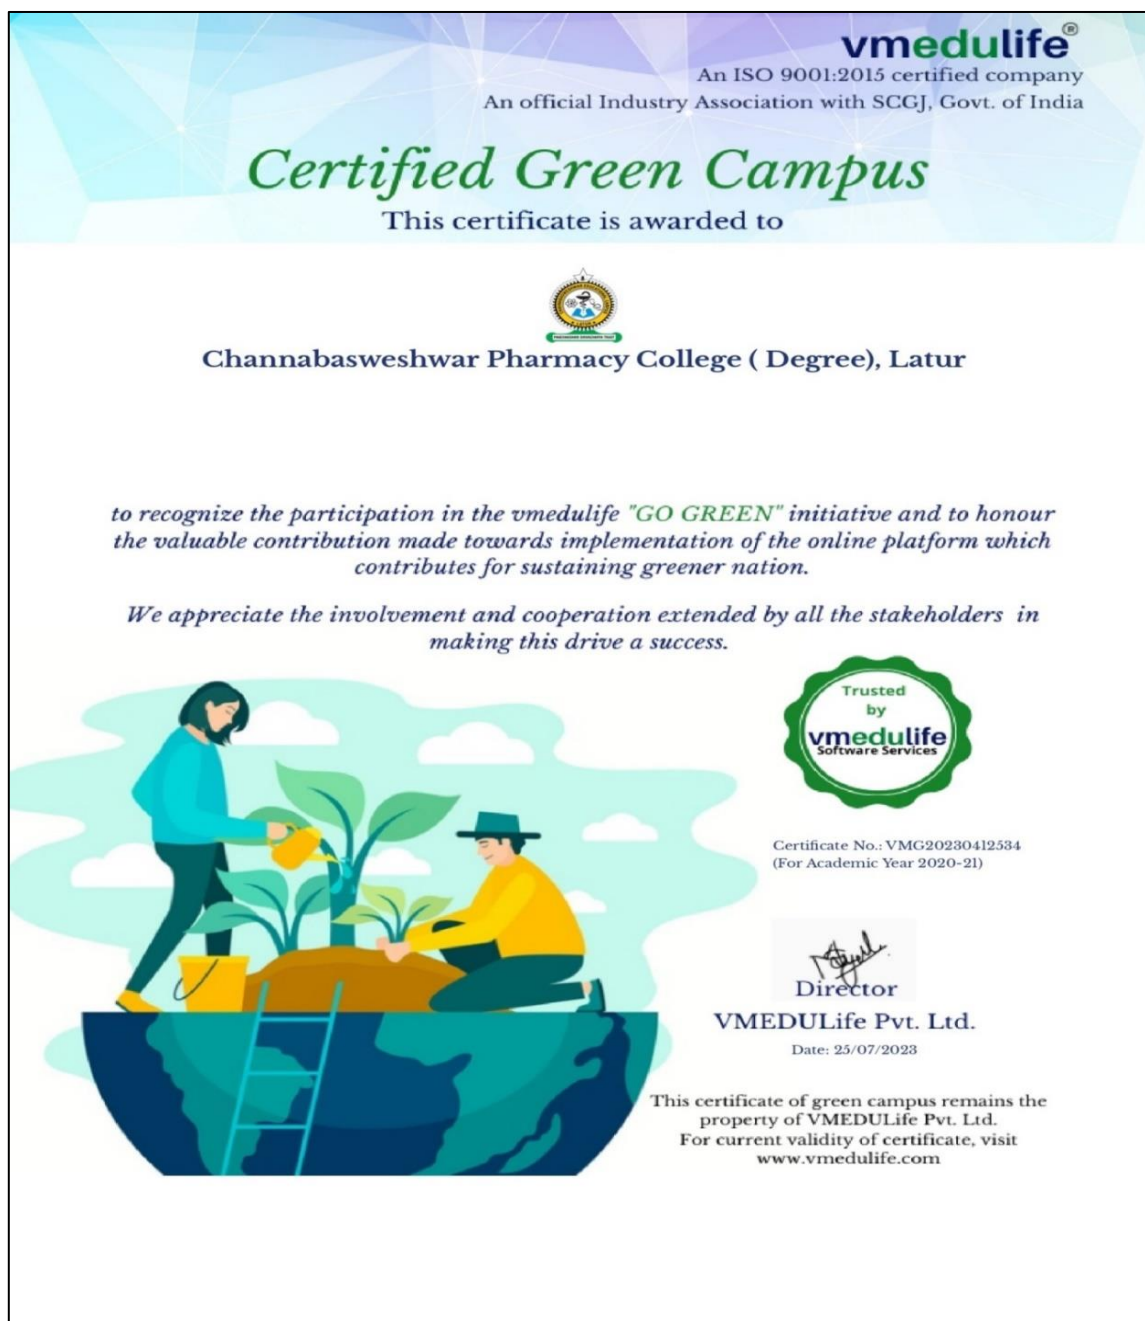 vmedulife®
An ISO 9001:2015 certified company
An official Industry Association with SCGJ, Govt. of India
Certified Green Campus
This certificate is awarded to
Channabasweshwar Pharmacy College ( Degree), Latur
to recognize the participation in the vmedulife "GO GREEN" initiative and to honour
the valuable contribution made towards implementation of the online platform which
contributes for sustaining greener nation.
We appreciate the involvement and cooperation extended by all the stakeholders in
making this drive a success.
Trusted
by
vmedulife
Software Services
Certificate No.: VMG20230412534
(For Academic Year 2020-21)
Director
VMEDULife Pvt. Ltd.
Date: 25/07/2023
This certificate of green campus remains the
property of VMEDULife Pvt. Ltd.
For current validity of certificate, visit
www.vmedulife.com